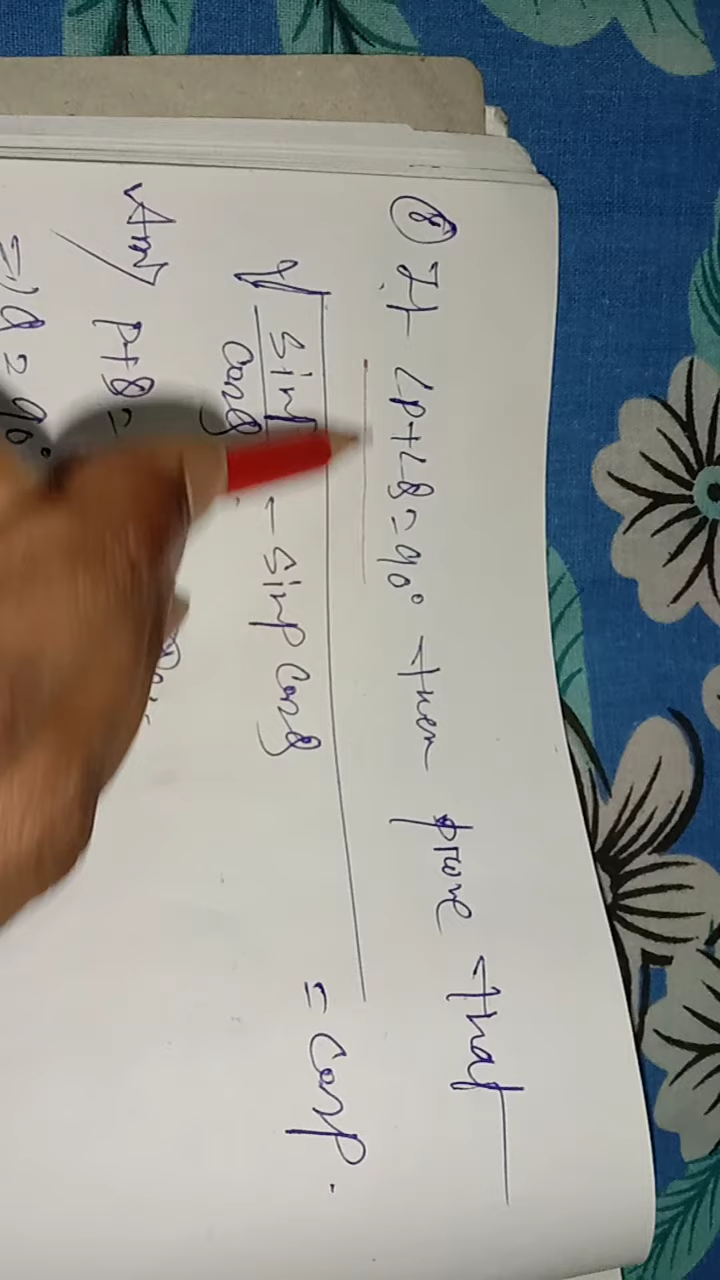 ⑧ If ∠P+∠Q=90° then prove that
√ sinP / cosQ - sinP cosQ = cosP.
Ans/ P+Q=
⇒ Q = 90°